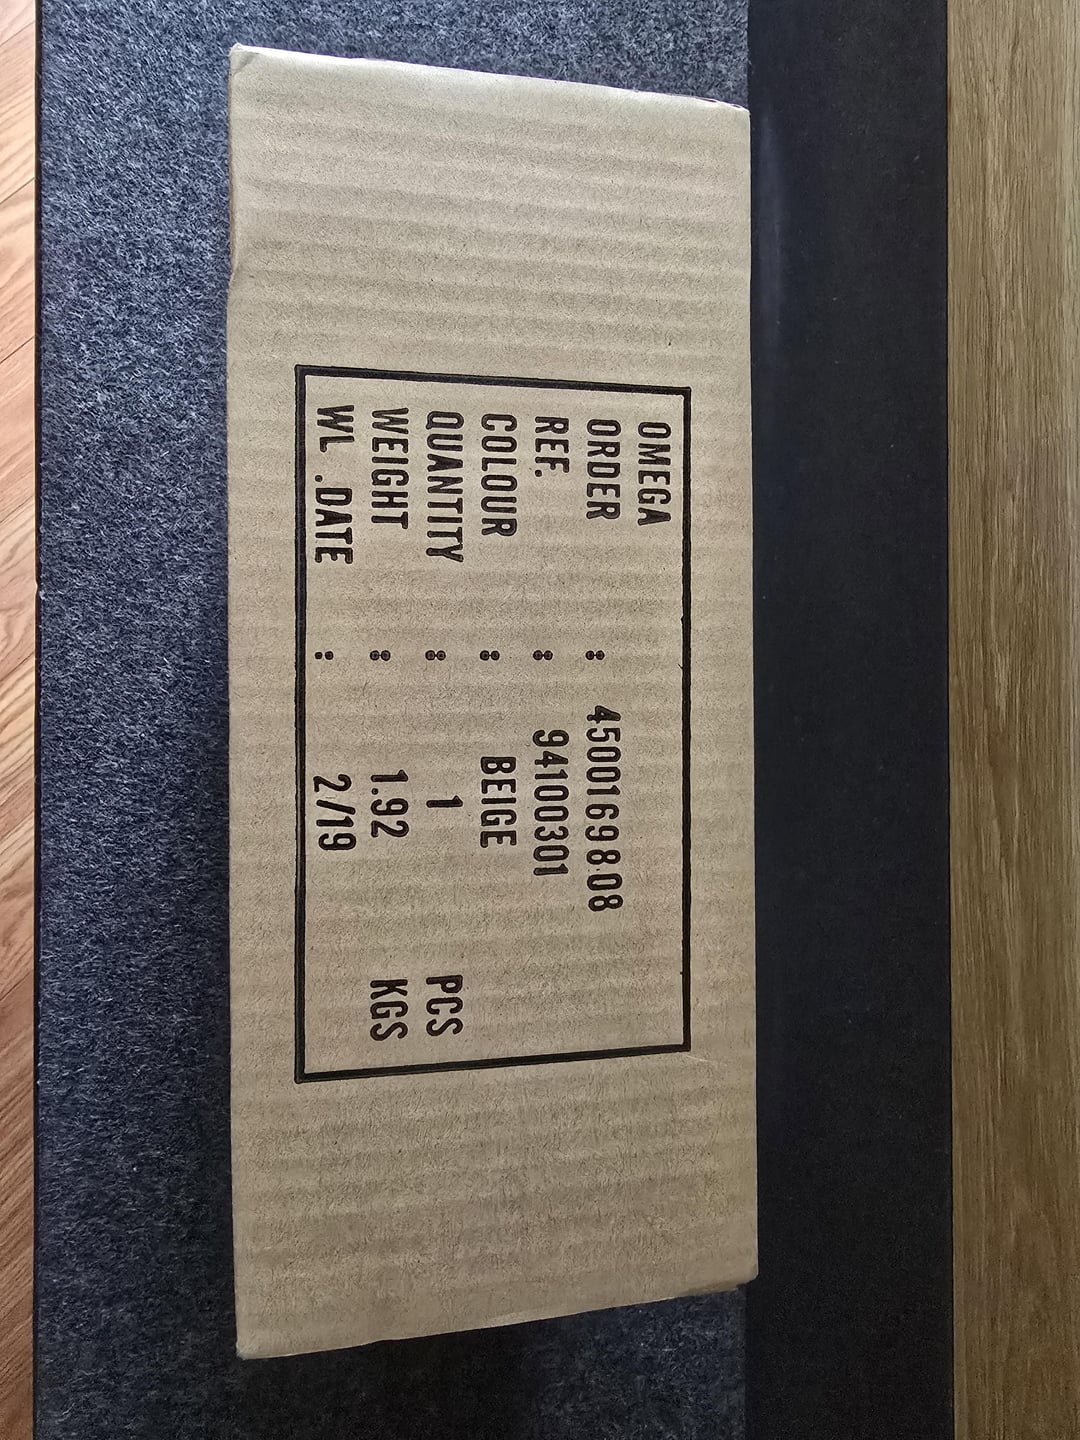 OMEGA
ORDER : 4500169808
REF. : 94100301
COLOUR : BEIGE
QUANTITY : 1 PCS
WEIGHT : 1.92 KGS
WL .DATE : 2/19